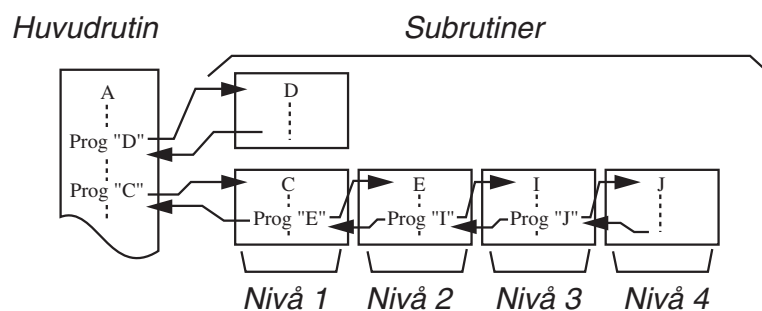 Huvudrutin Subrutiner
A D
Prog "D"
Prog "C" C E I J
Prog "E" Prog "I" Prog "J"
Nivå 1 Nivå 2 Nivå 3 Nivå 4